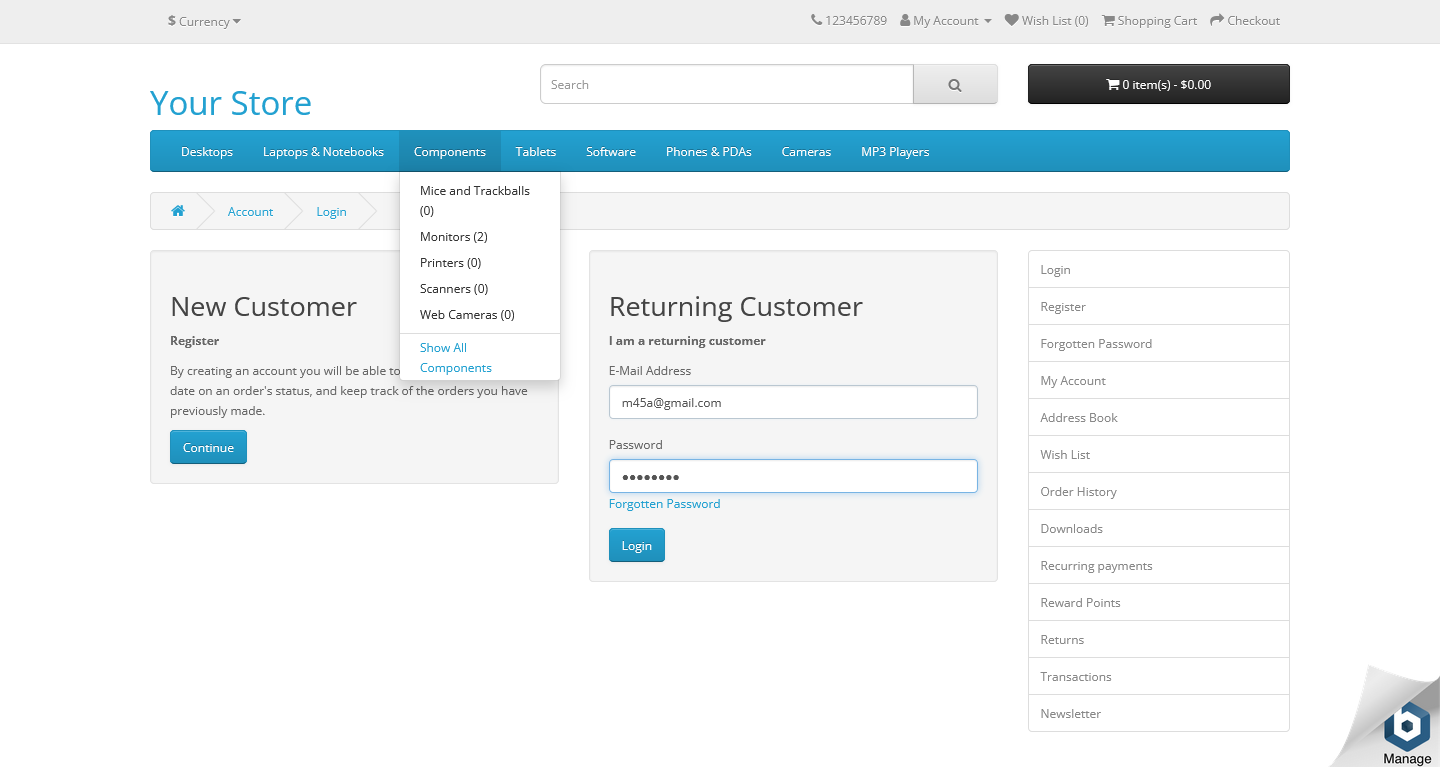 $ Currency
123456789 My Account Wish List (0) Shopping Cart Checkout
Your Store
Search
0 item(s) - $0.00
Desktops Laptops & Notebooks Components Tablets Software Phones & PDAs Cameras MP3 Players
Mice and Trackballs
(0)
Monitors (2)
Printers (0)
Scanners (0)
Web Cameras (0)
Show All
Components
Account Login
New Customer
Register
By creating an account you will be able to
date on an order's status, and keep track of the orders you have
previously made.
Continue
Returning Customer
I am a returning customer
E-Mail Address
m45a@gmail.com
Password
••••••••
Forgotten Password
Login
Login
Register
Forgotten Password
My Account
Address Book
Wish List
Order History
Downloads
Recurring payments
Reward Points
Returns
Transactions
Newsletter
Manage